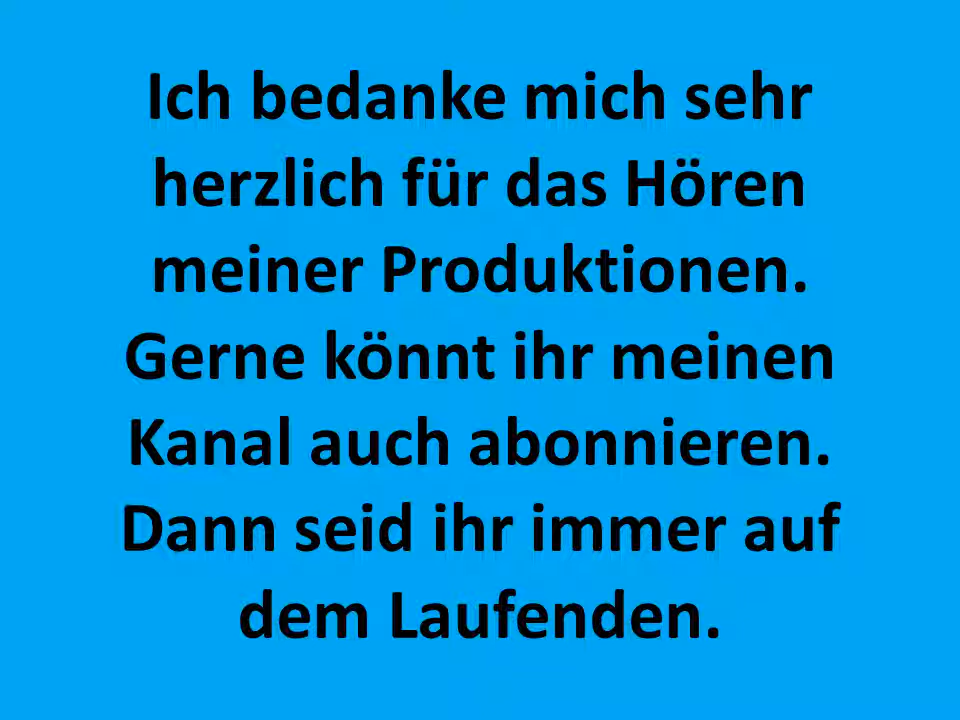 Ich bedanke mich sehr
herzlich für das Hören
meiner Produktionen.
Gerne könnt ihr meinen
Kanal auch abonnieren.
Dann seid ihr immer auf
dem Laufenden.